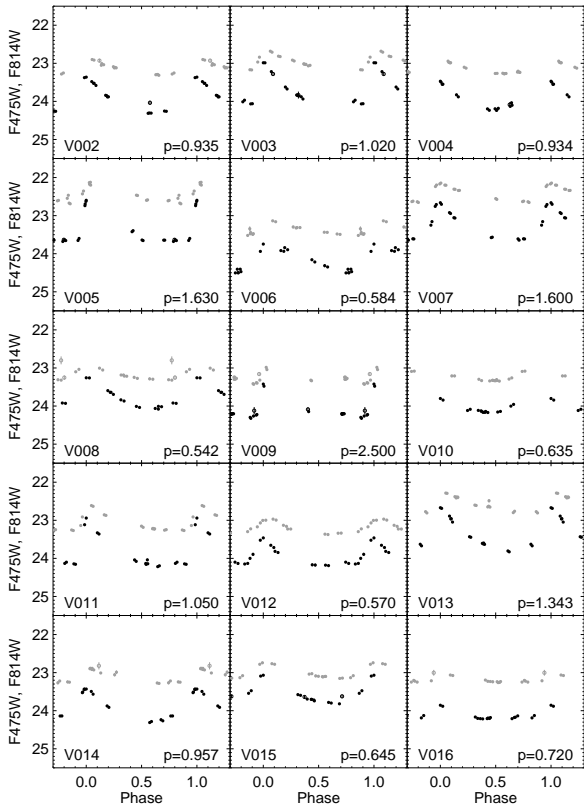 22
23
24
25
F475W, F814W
V002 p=0.935
V003 p=1.020
V004 p=0.934
22
23
24
25
F475W, F814W
V005 p=1.630
V006 p=0.584
V007 p=1.600
22
23
24
25
F475W, F814W
V008 p=0.542
V009 p=2.500
V010 p=0.635
22
23
24
25
F475W, F814W
V011 p=1.050
V012 p=0.570
V013 p=1.343
22
23
24
25
F475W, F814W
V014 p=0.957
V015 p=0.645
V016 p=0.720
0.0 0.5 1.0
0.0 0.5 1.0
0.0 0.5 1.0
Phase
Phase
Phase